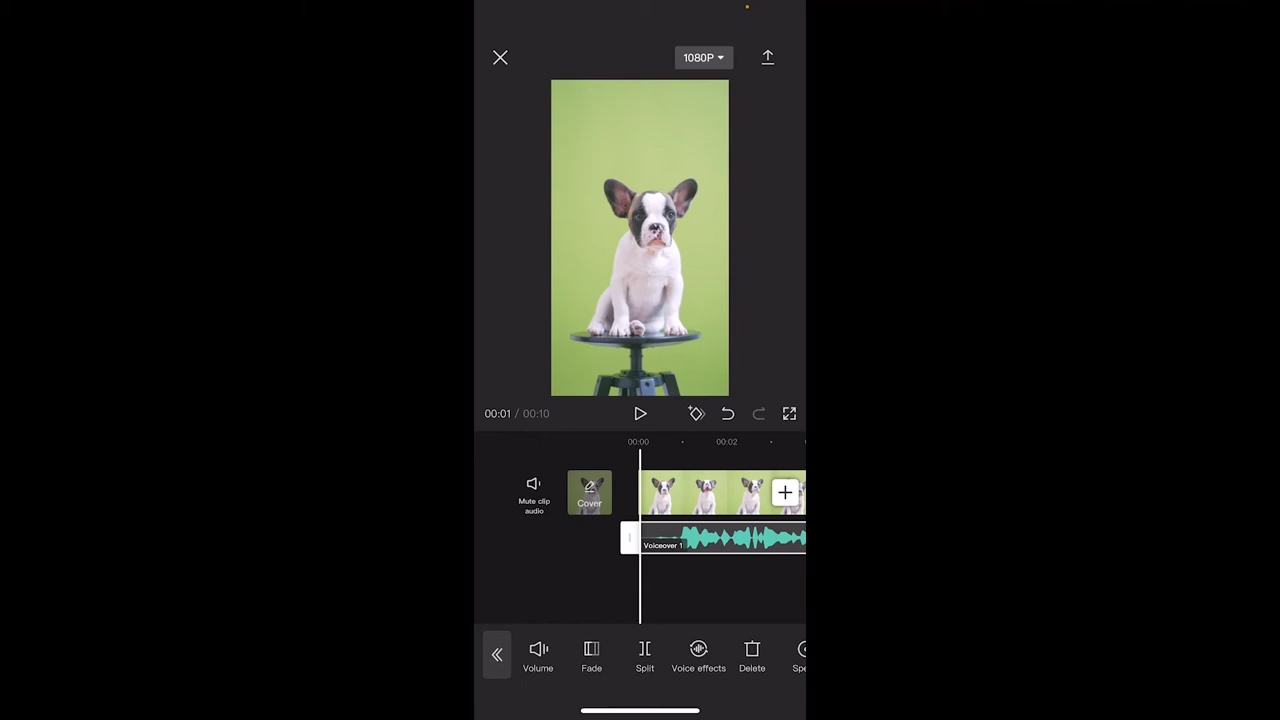 1080P
00:01 / 00:10
00:00
00:02
Mute clip
audio
Cover
Voiceover 1
Volume
Fade
Split
Voice effects
Delete
Spe